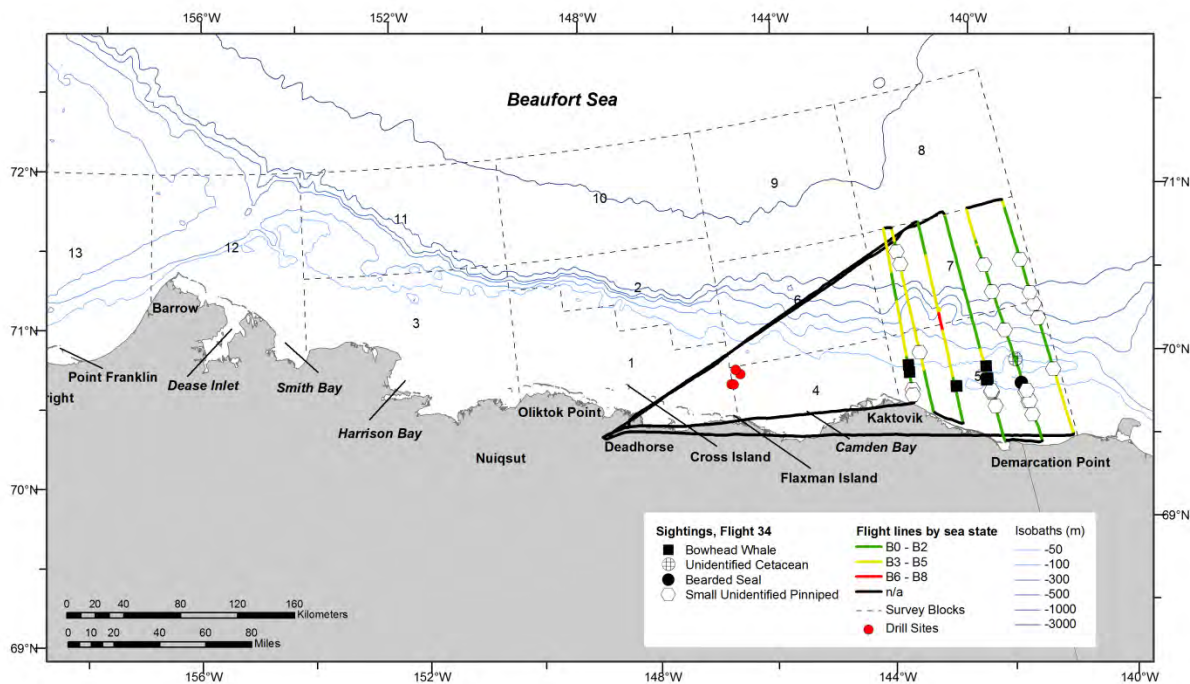 156°W 152°W 148°W 144°W 140°W
Beaufort Sea
8
9
72°N 71°N
10
11
12
13
7
2
6
3
Barrow
71°N 70°N
Point Franklin
1
5
Dease Inlet
Smith Bay
4
right
Oliktok Point
Kaktovik
Harrison Bay
Deadhorse
Cross Island
Camden Bay
Nuiqsut
Flaxman Island
Demarcation Point
70°N 69°N
Sightings, Flight 34
Bowhead Whale
Unidentified Cetacean
Bearded Seal
Small Unidentified Pinniped
Flight lines by sea state
B0 - B2
B3 - B5
B6 - B8
n/a
Survey Blocks
Drill Sites
Isobaths (m)
-50
-100
-300
-500
-1000
-3000
0 20 40 80 120 160
Kilometers
0 10 20 40 60 80
Miles
69°N
156°W 152°W 148°W 144°W 140°W